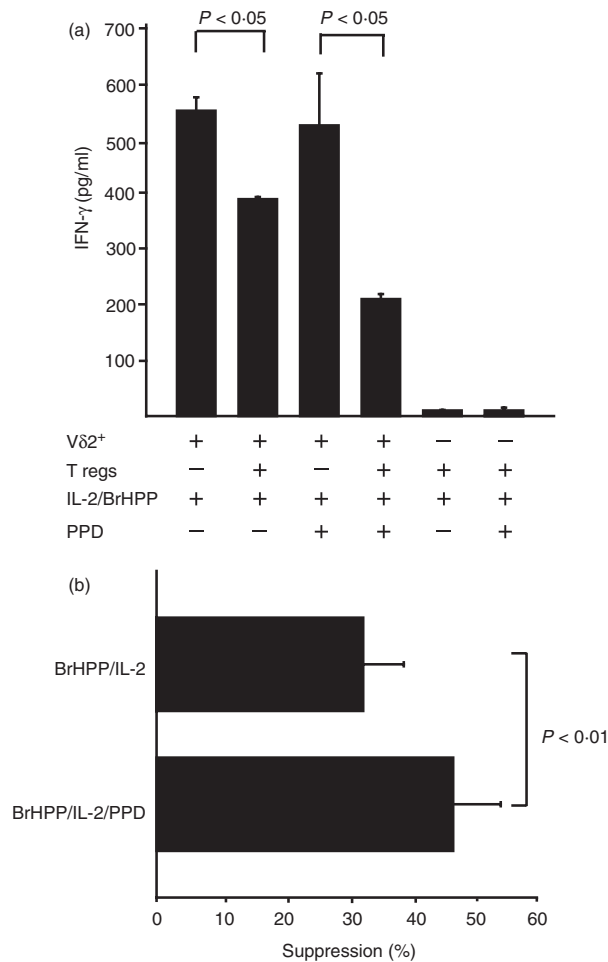 (a)
P < 0·05
P < 0·05
700
600
500
400
300
200
100
IFN-γ (pg/ml)
Vδ2+ + + + + – –
T regs – + – + + +
IL-2/BrHPP + + + + + +
PPD – – + + – +
(b)
BrHPP/IL-2
P < 0·01
BrHPP/IL-2/PPD
0 10 20 30 40 50 60
Suppression (%)